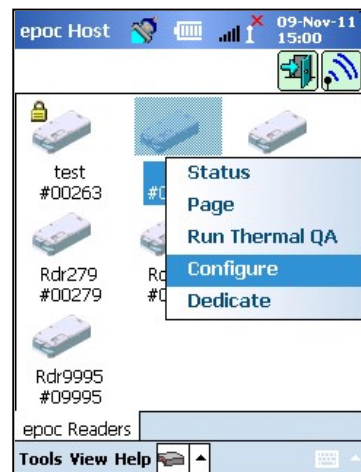 epoc Host
09-Nov-11
15:00
test
#00263
Status
Page
Run Thermal QA
Configure
Dedicate
Rdr279
#00279
Rdr9995
#09995
epoc Readers
Tools View Help